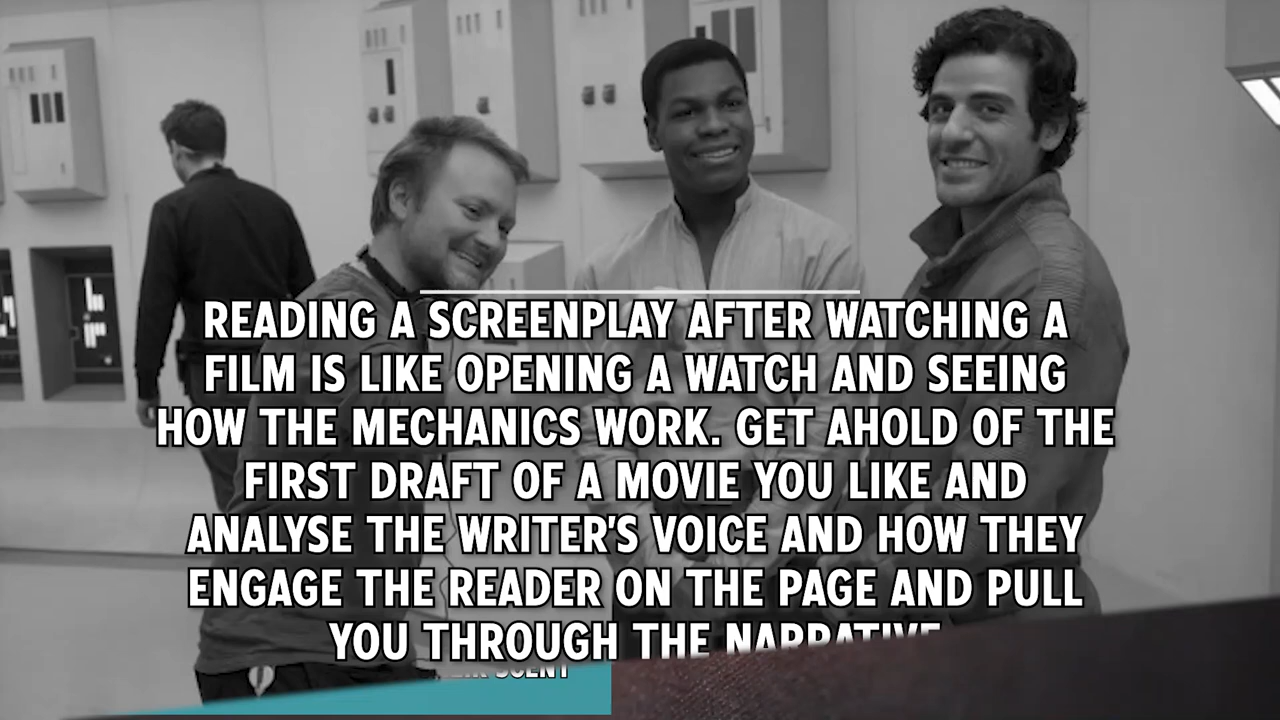 READING A SCREENPLAY AFTER WATCHING A
FILM IS LIKE OPENING A WATCH AND SEEING
HOW THE MECHANICS WORK. GET AHOLD OF THE
FIRST DRAFT OF A MOVIE YOU LIKE AND
ANALYSE THE WRITER'S VOICE AND HOW THEY
ENGAGE THE READER ON THE PAGE AND PULL
YOU THROUGH THE NARRATIVE